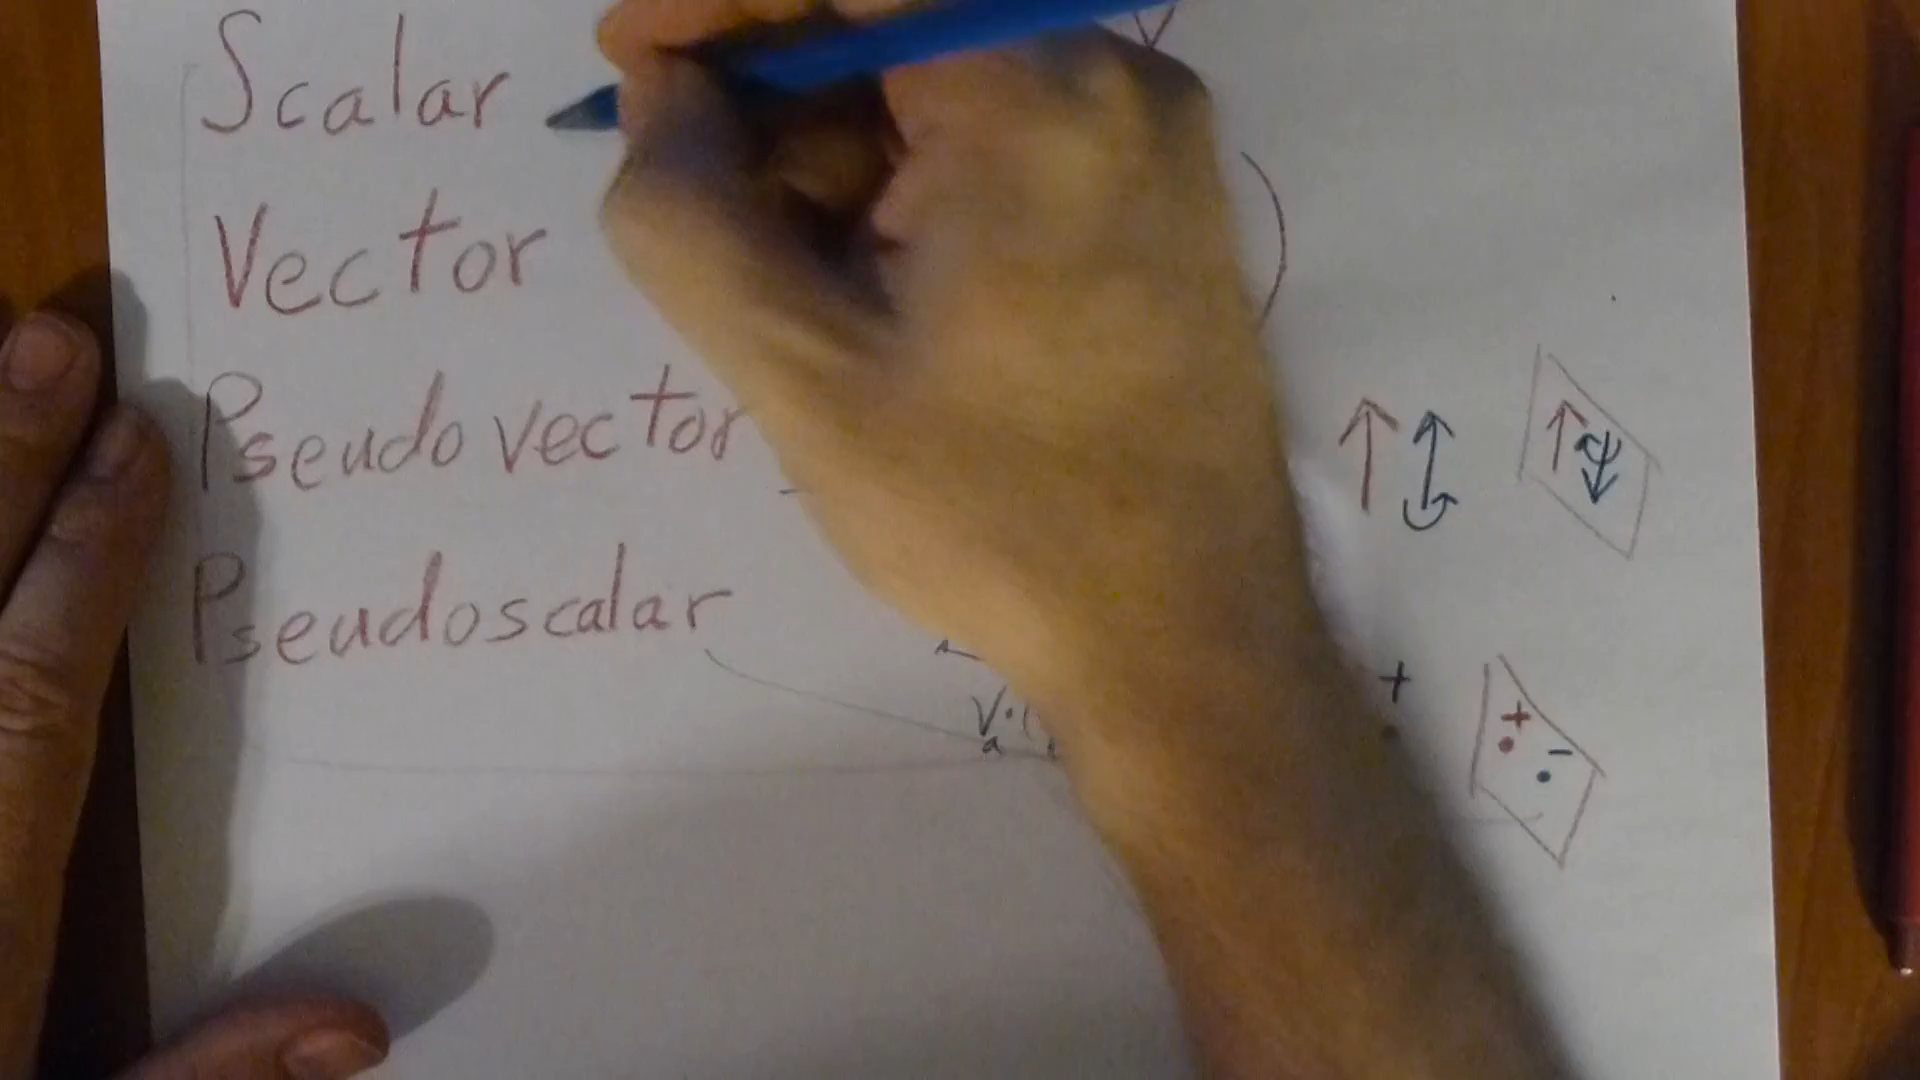 Scalar
Vector
Pseudovector
Pseudoscalar
+
+
-
V·(
a